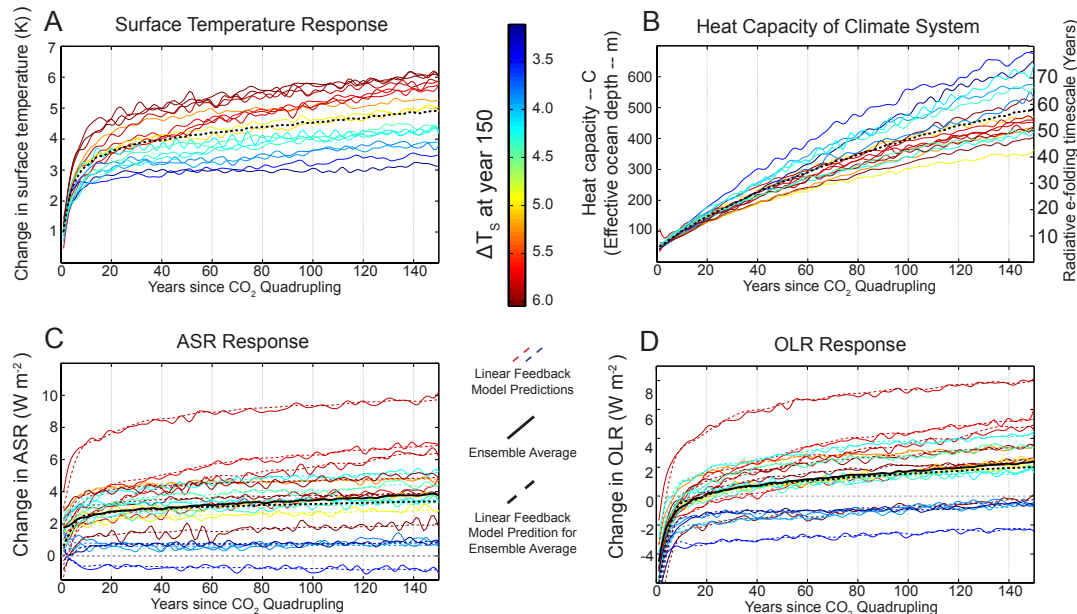 A
Surface Temperature Response
Change in surface temperature (K)
7
6
5
4
3
2
1
0
20
40
60
80
100
120
140
Years since CO2 Quadrupling
ΔTs at year 150
3.5
4.0
4.5
5.0
5.5
6.0
B
Heat Capacity of Climate System
Heat capacity -- C
(Effective ocean depth -- m)
600
500
400
300
200
100
0
20
40
60
80
100
120
140
Years since CO2 Quadrupling
70
60
50
40
30
20
10
Radiative e-folding timescale (Years)
C
ASR Response
Change in ASR (W m-2)
10
8
6
4
2
0
0
20
40
60
80
100
120
140
Years since CO2 Quadrupling
Linear Feedback
Model Predictions
Ensemble Average
Linear Feedback
Model Predition for
Ensemble Average
D
OLR Response
Change in OLR (W m-2)
8
6
4
2
0
-2
-4
0
20
40
60
80
100
120
140
Years since CO2 Quadrupling